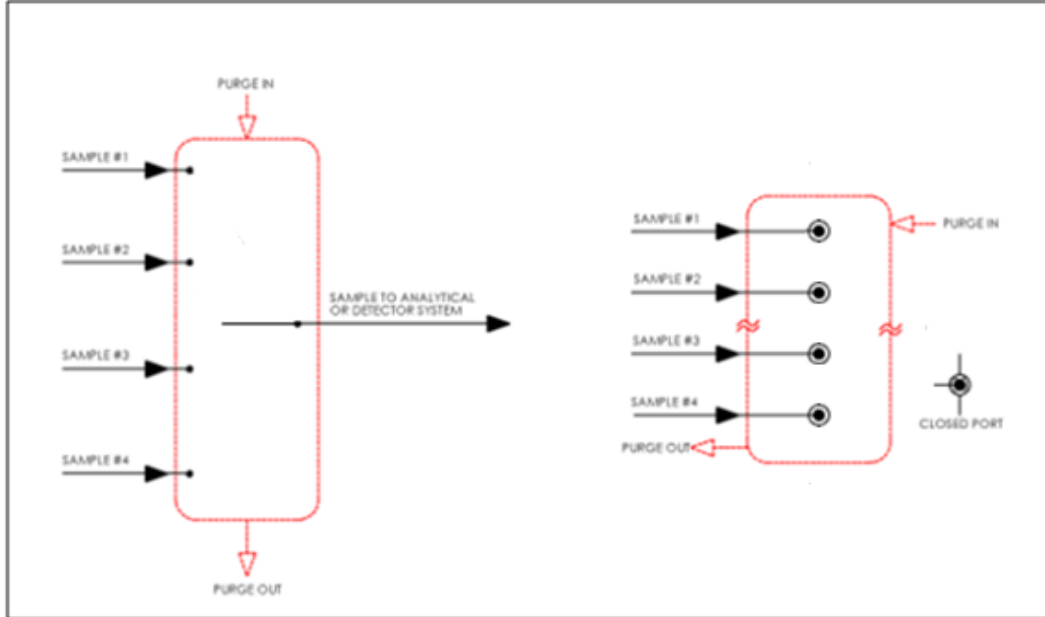 PURGE IN
SAMPLE #1
SAMPLE #2
SAMPLE TO ANALYTICAL
OR DETECTOR SYSTEM
SAMPLE #3
SAMPLE #4
PURGE OUT
SAMPLE #1
PURGE IN
SAMPLE #2
SAMPLE #3
SAMPLE #4
CLOSED PORT
PURGE OUT